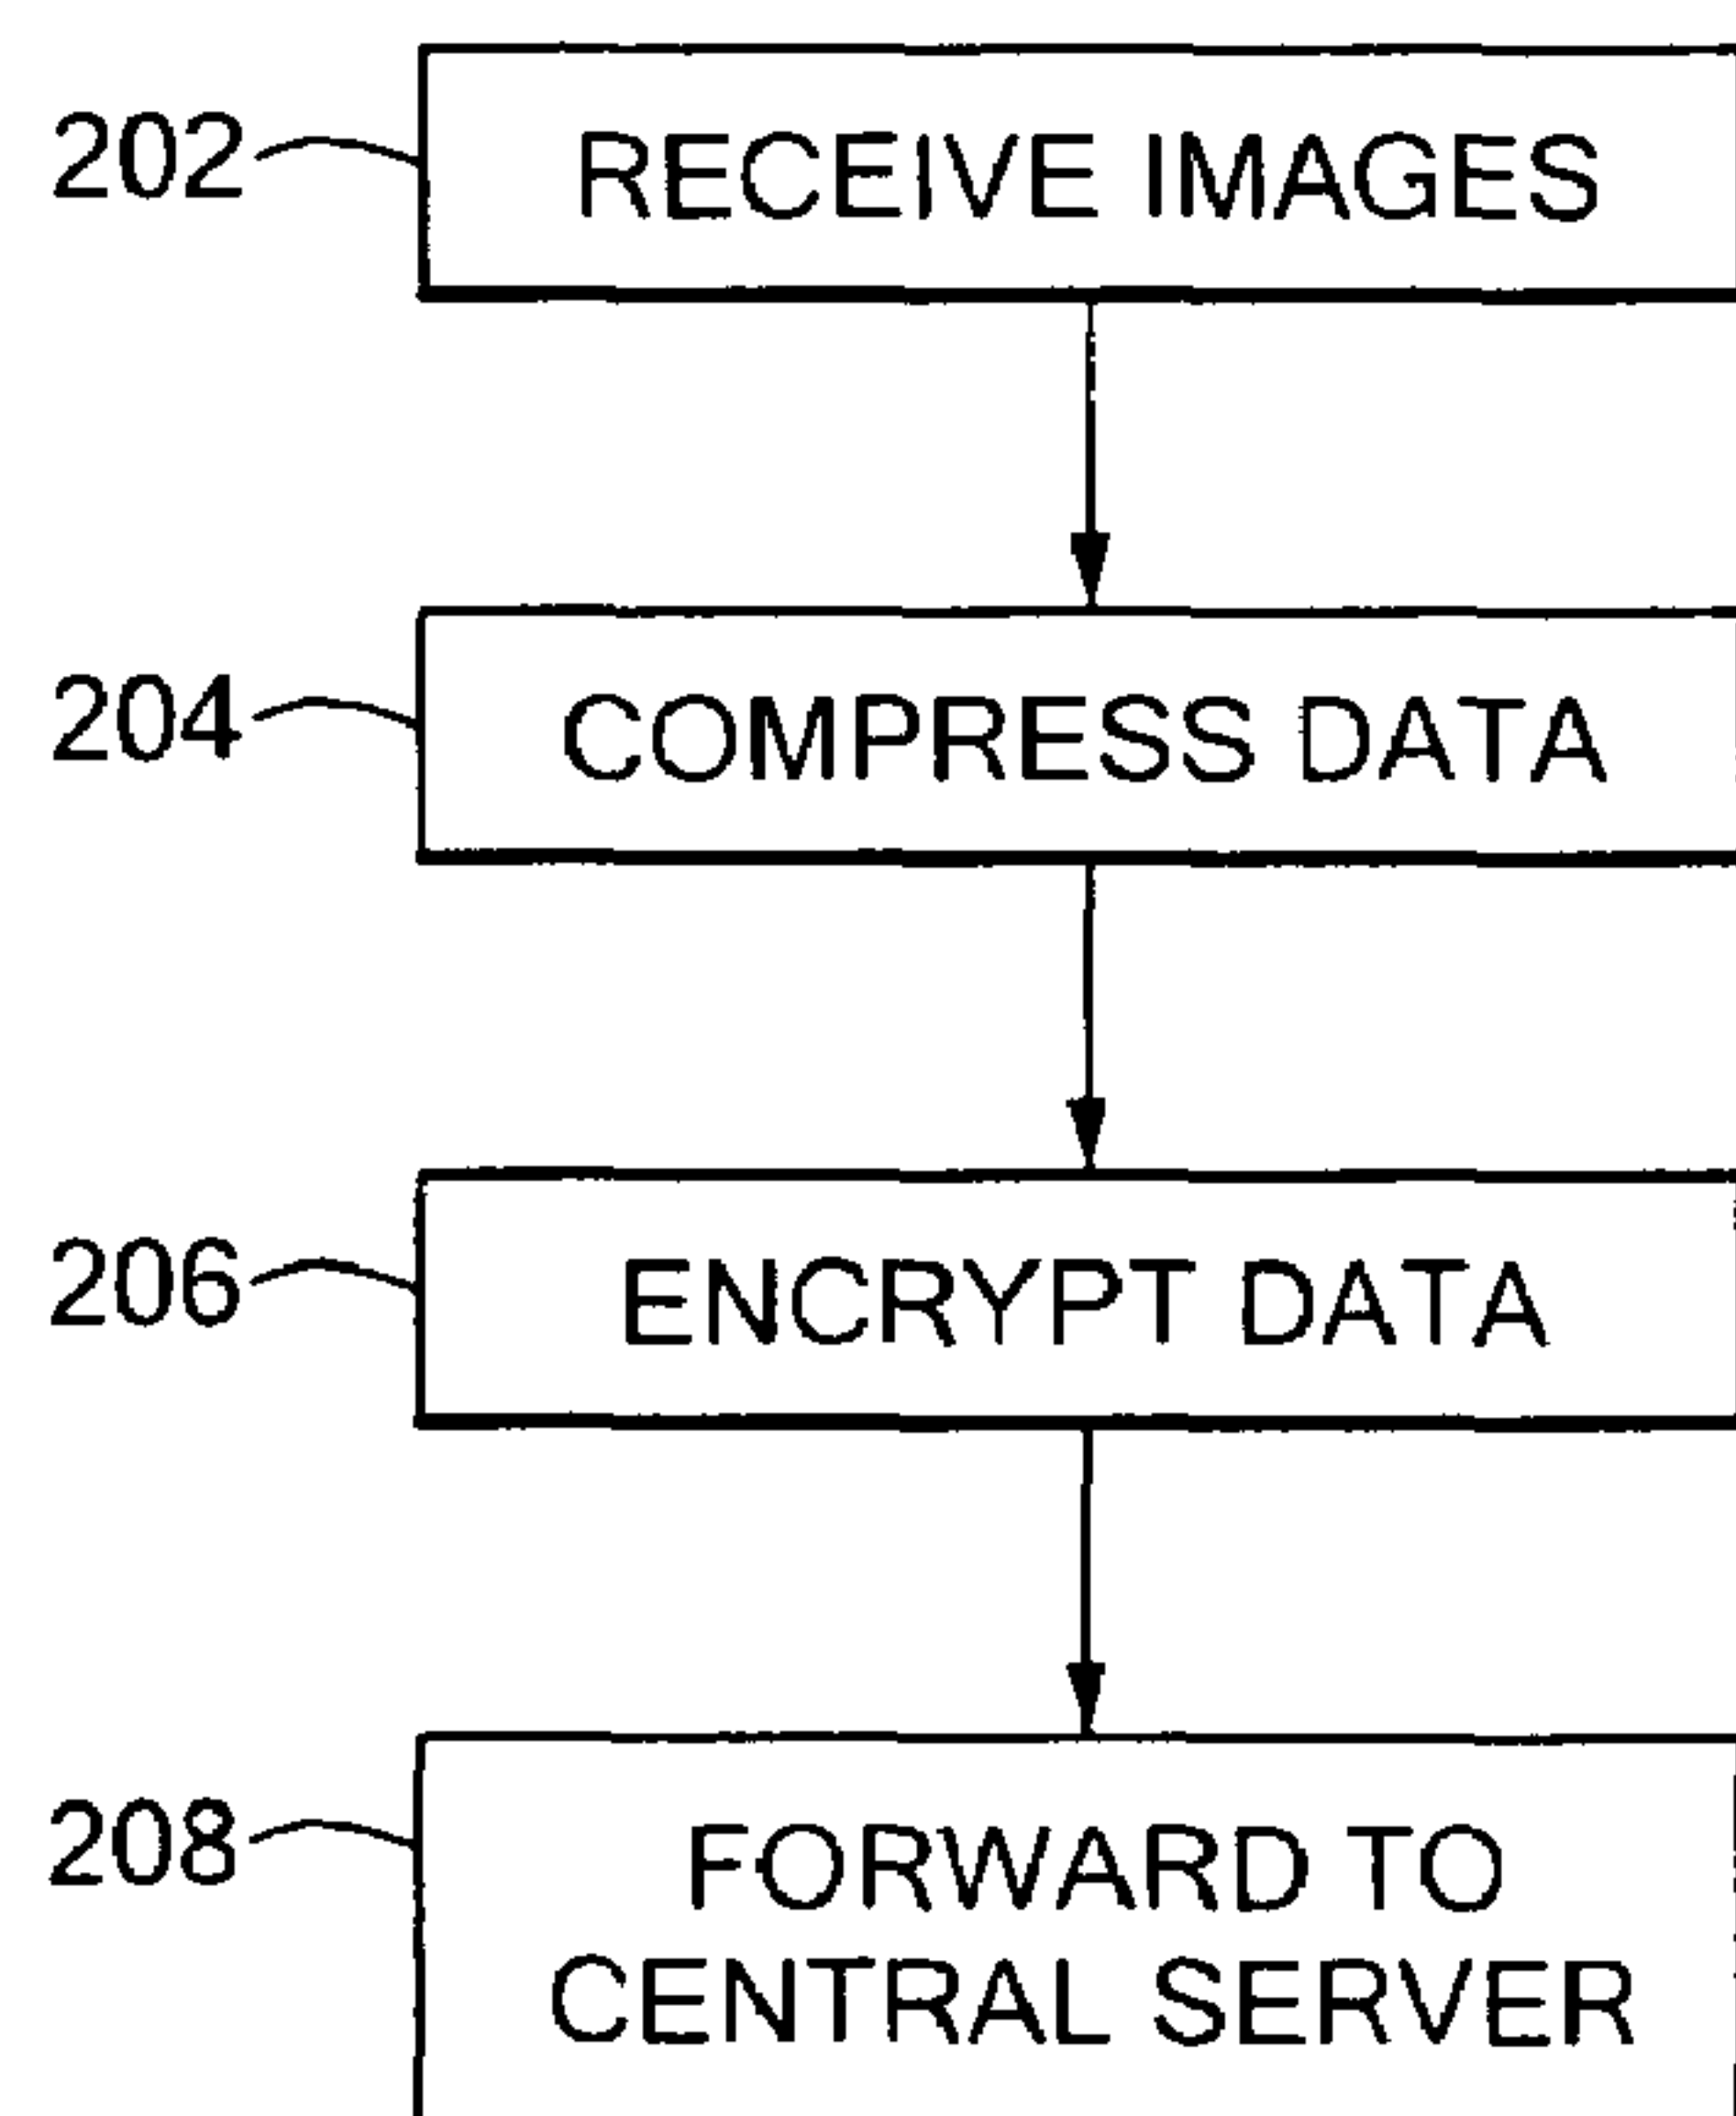 202
RECEIVE IMAGES
204
COMPRESS DATA
206
ENCRYPT DATA
208
FORWARD TO
CENTRAL SERVER